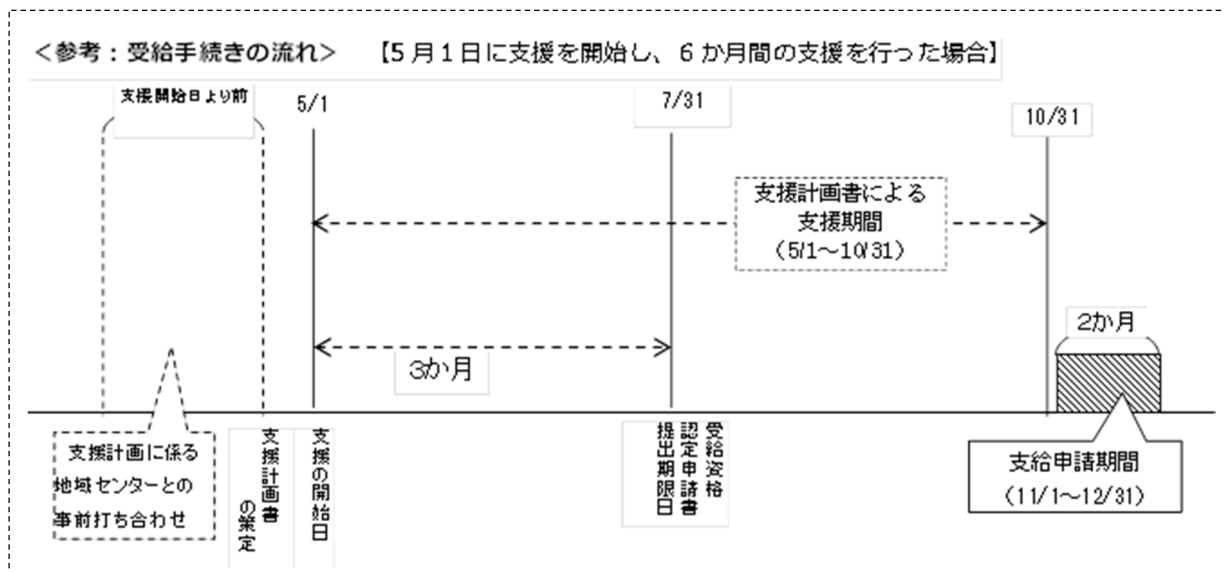 ＜参考：受給手続きの流れ＞　【5月1日に支援を開始し、6か月間の支援を行った場合】
支援開始日より前
5/1
7/31
10/31
支援計画書による
支援期間
（5/1～10/31）
2か月
3か月
支援計画に係る
地域センターとの
事前打ち合わせ
支援計画書
の策定
支援の開始日
受給資格
認定申請書
提出期限日
支給申請期間
（11/1～12/31）